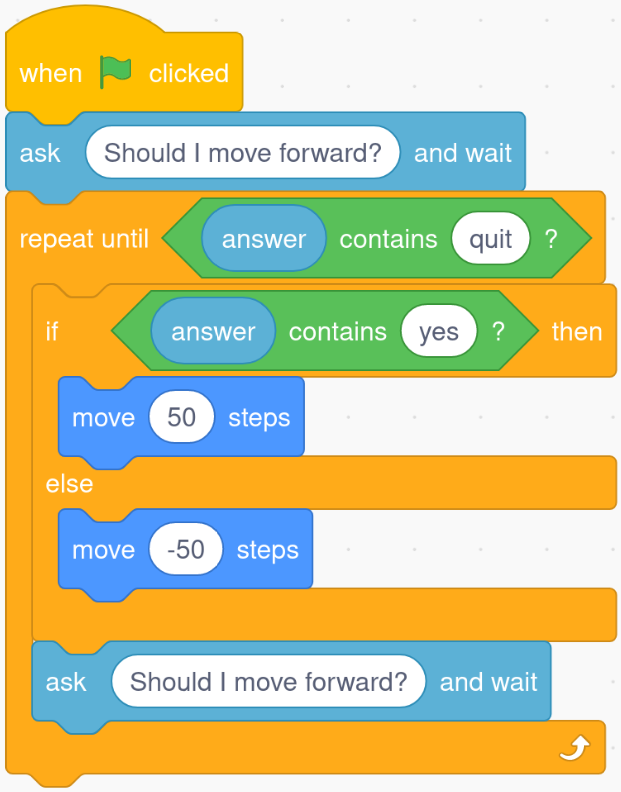 when clicked
ask Should I move forward? and wait
repeat until answer contains quit ?
if answer contains yes ? then
move 50 steps
else
move -50 steps
ask Should I move forward? and wait